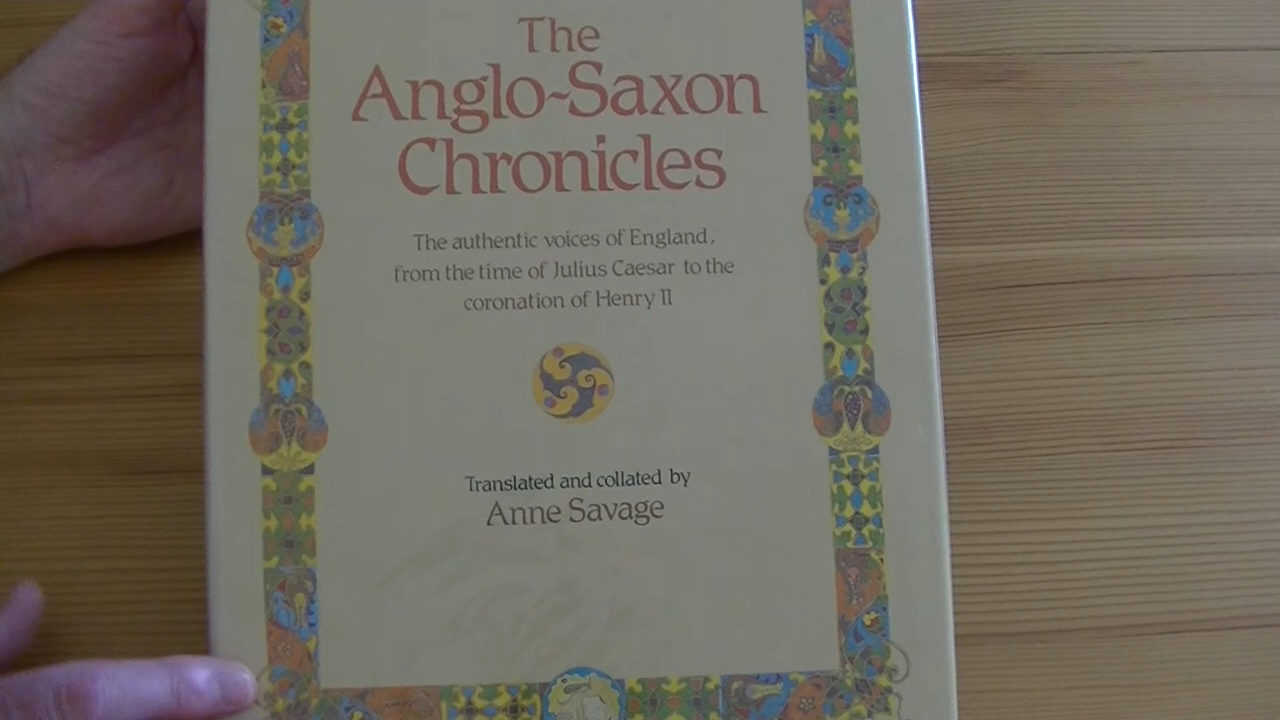 The
Anglo-Saxon
Chronicles
The authentic voices of England,
from the time of Julius Caesar to the
coronation of Henry II
Translated and collated by
Anne Savage